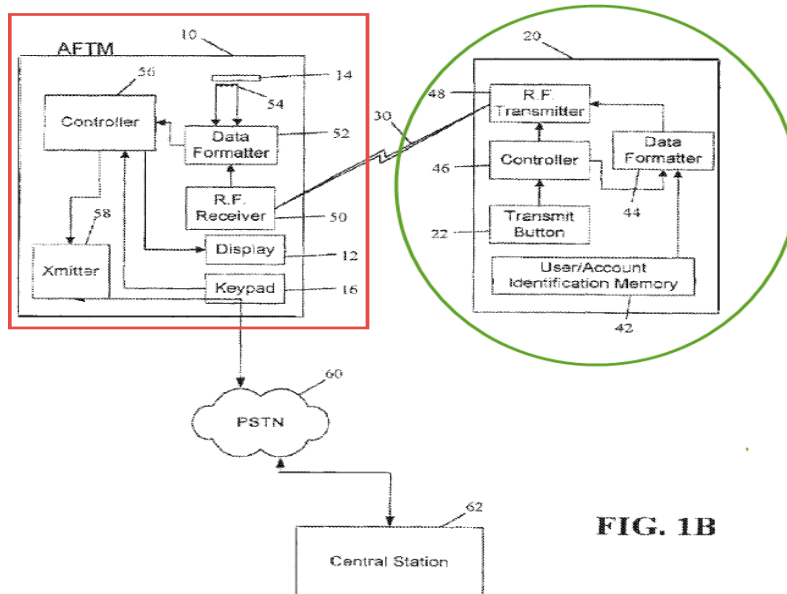 AFTM
10
56
14
54
Controller
52
Data
Formatter
R.F.
Receiver
50
58
Xmitter
Display
12
Keypad
16
30
20
48
R.F.
Transmitter
46
Controller
Data
Formatter
44
22
Transmit
Button
User/Account
Identification Memory
42
60
PSTN
62
Central Station
FIG. 1B